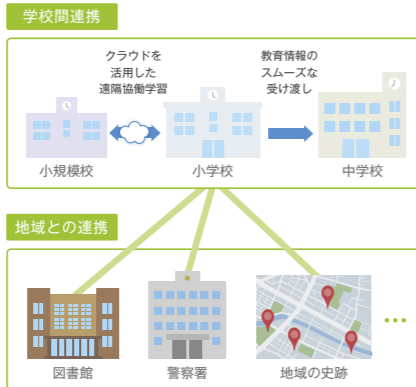 学校間連携
クラウドを
活用した
遠隔協働学習
教育情報の
スムーズな
受け渡し
小規模校
小学校
中学校
地域との連携
図書館
警察署
地域の史跡
…